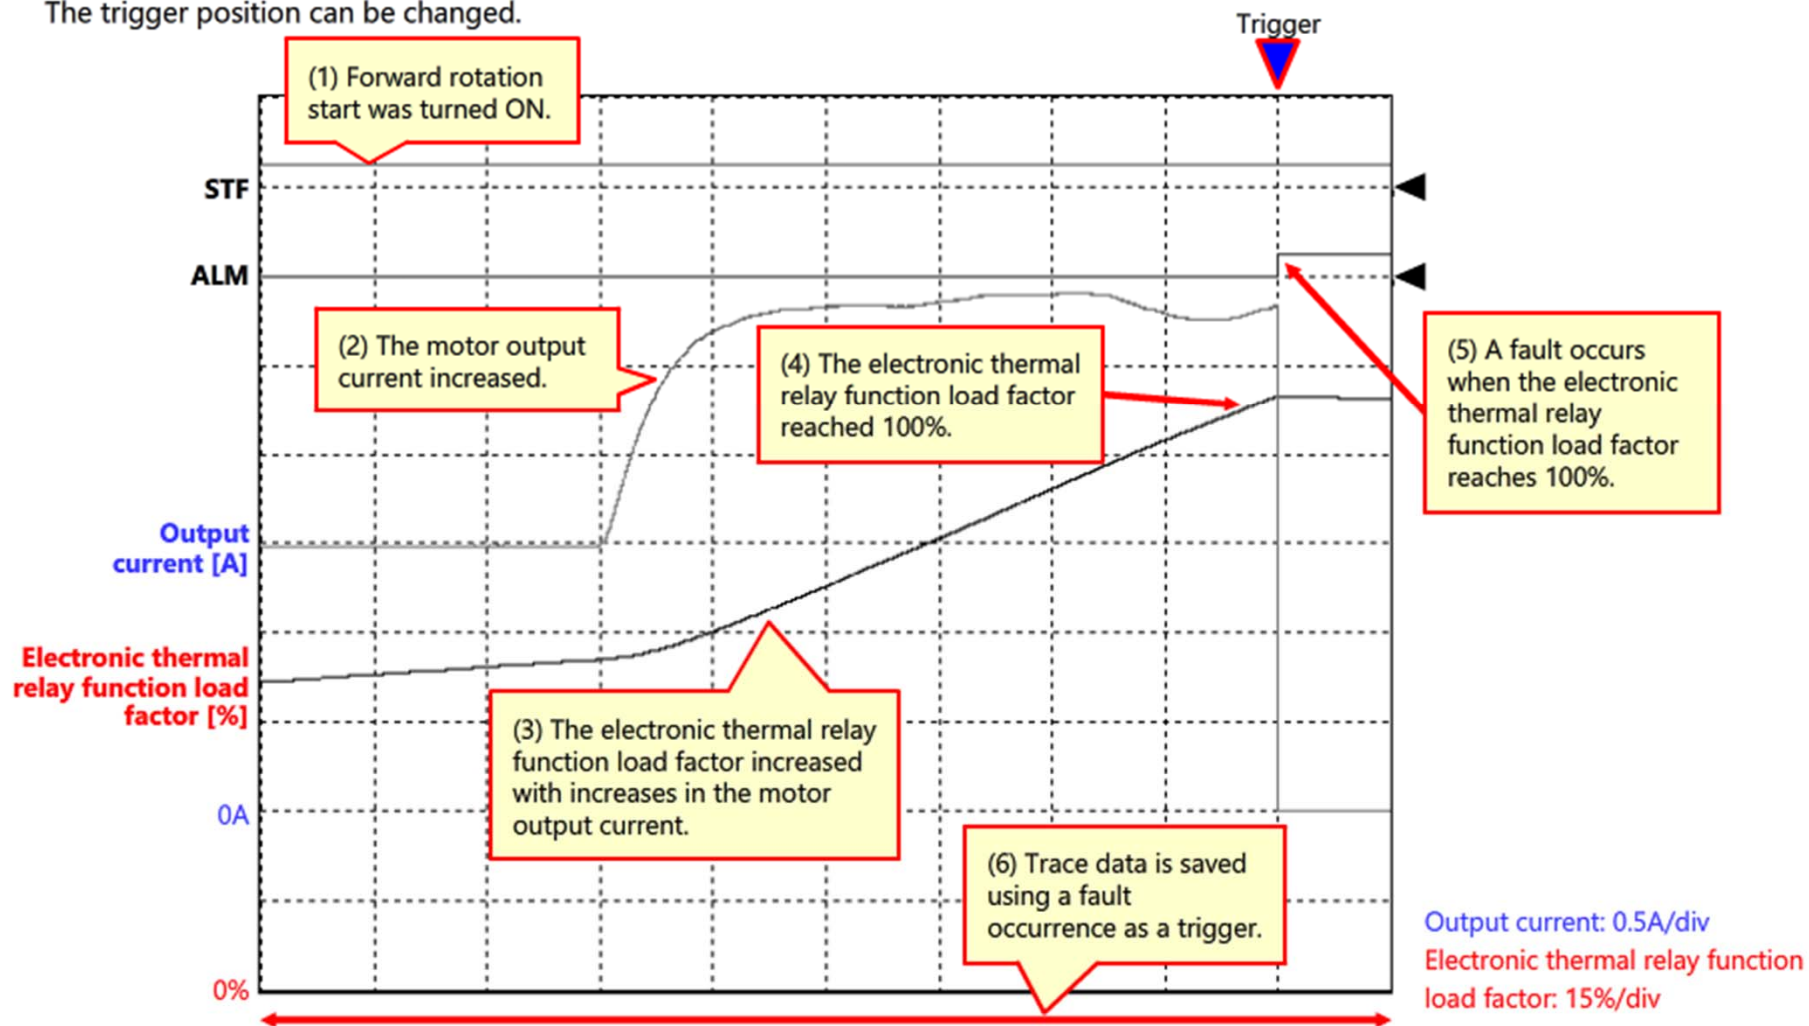 The trigger position can be changed.
Trigger
(1) Forward rotation
start was turned ON.
STF
ALM
(2) The motor output
current increased.
(4) The electronic thermal
relay function load factor
reached 100%.
(5) A fault occurs
when the electronic
thermal relay
function load factor
reaches 100%.
Output
current [A]
Electronic thermal
relay function load
factor [%]
(3) The electronic thermal relay
function load factor increased
with increases in the motor
output current.
0A
(6) Trace data is saved
using a fault
occurrence as a trigger.
Output current: 0.5A/div
Electronic thermal relay function
load factor: 15%/div
0%